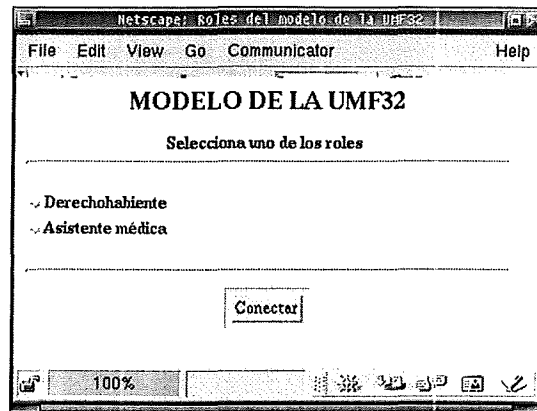 Netscape: Roles del modelo de la UMF32
File Edit View Go Communicator Help
MODELO DE LA UMF32
Selecciona uno de los roles
Derechohabiente
Asistente médica
Conectar
100%